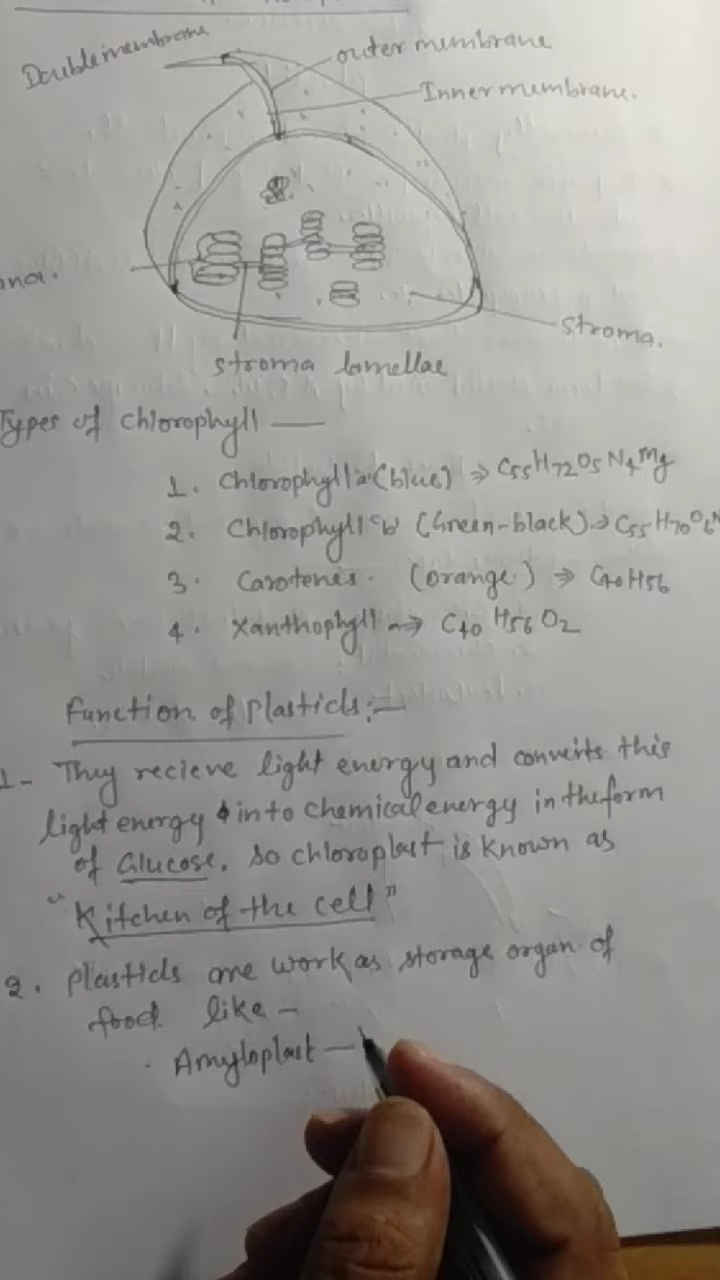 Double membrane
outer membrane
Inner membrane.
stroma.
stroma lamellae
Types of chlorophyll —
1. Chlorophyll 'a' (blue) ⇒ C55H72O5N4Mg
2. Chlorophyll 'b' (Green-black) ⇒ C55H70O6N
3. Carotenes. (orange) ⇒ C40H56
4. Xanthophyll ⇒ C40H56O2
Function of Plastids:—
1- They recieve light energy and converts this
light energy into chemical energy in the form
of Glucose. so chloroplast is known as
"Kitchen of the cell"
2. Plastids are work as storage organ of
food like -
· Amyloplast —